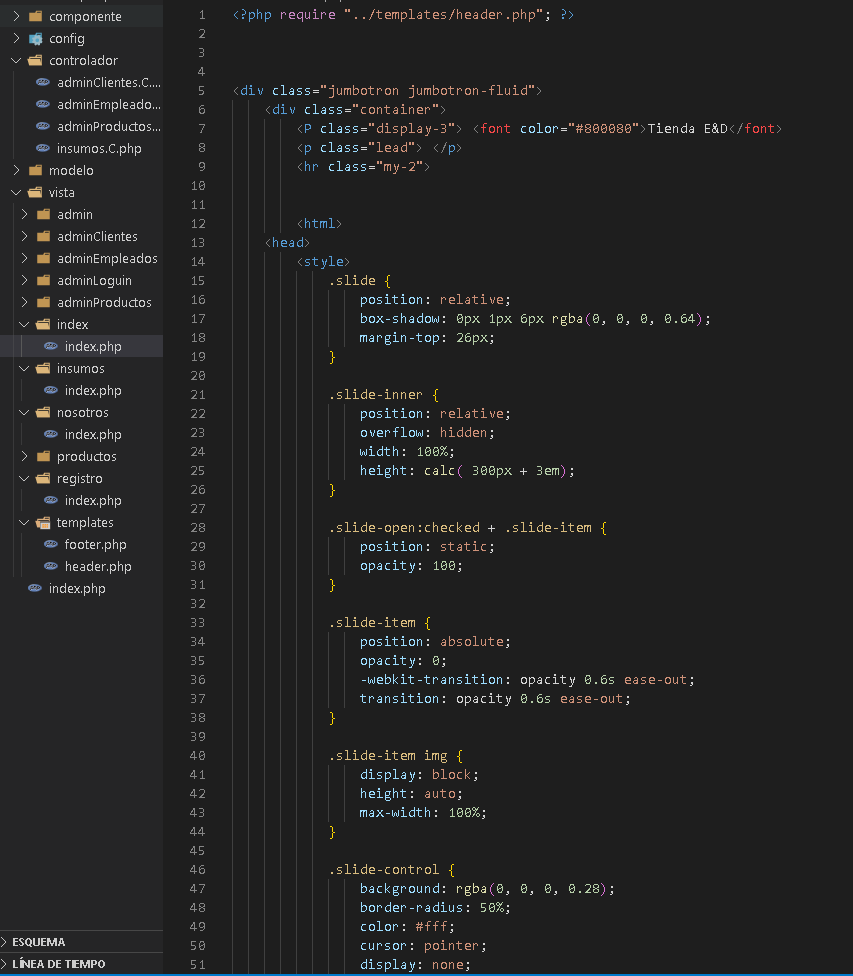 componente
config
controlador
adminClientes.C....
adminEmpleado...
adminProductos...
insumos.C.php
modelo
vista
admin
adminClientes
adminEmpleados
adminLoguin
adminProductos
index
index.php
insumos
index.php
nosotros
index.php
productos
registro
index.php
templates
footer.php
header.php
index.php
ESQUEMA
LÍNEA DE TIEMPO
1 <?php require "../templates/header.php"; ?>
2
3
4
5 <div class="jumbotron jumbotron-fluid">
6 <div class="container">
7 <P class="display-3"> <font color="#800080">Tienda E&D</font>
8 <p class="lead"> </p>
9 <hr class="my-2">
10
11
12 <html>
13 <head>
14 <style>
15 .slide {
16 position: relative;
17 box-shadow: 0px 1px 6px rgba(0, 0, 0, 0.64);
18 margin-top: 26px;
19 }
20
21 .slide-inner {
22 position: relative;
23 overflow: hidden;
24 width: 100%;
25 height: calc( 300px + 3em);
26 }
27
28 .slide-open:checked + .slide-item {
29 position: static;
30 opacity: 100;
31 }
32
33 .slide-item {
34 position: absolute;
35 opacity: 0;
36 -webkit-transition: opacity 0.6s ease-out;
37 transition: opacity 0.6s ease-out;
38 }
39
40 .slide-item img {
41 display: block;
42 height: auto;
43 max-width: 100%;
44 }
45
46 .slide-control {
47 background: rgba(0, 0, 0, 0.28);
48 border-radius: 50%;
49 color: #fff;
50 cursor: pointer;
51 display: none;